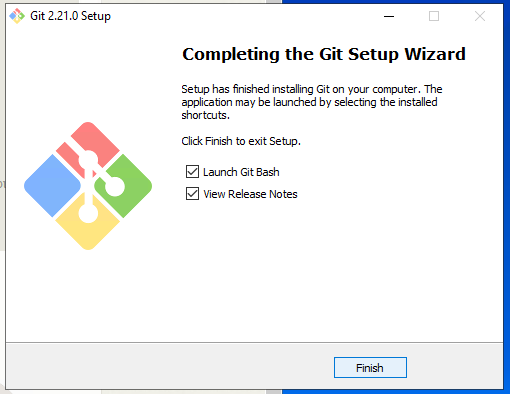 Git 2.21.0 Setup
Completing the Git Setup Wizard
Setup has finished installing Git on your computer. The
application may be launched by selecting the installed
shortcuts.
Click Finish to exit Setup.
Launch Git Bash
View Release Notes
Finish